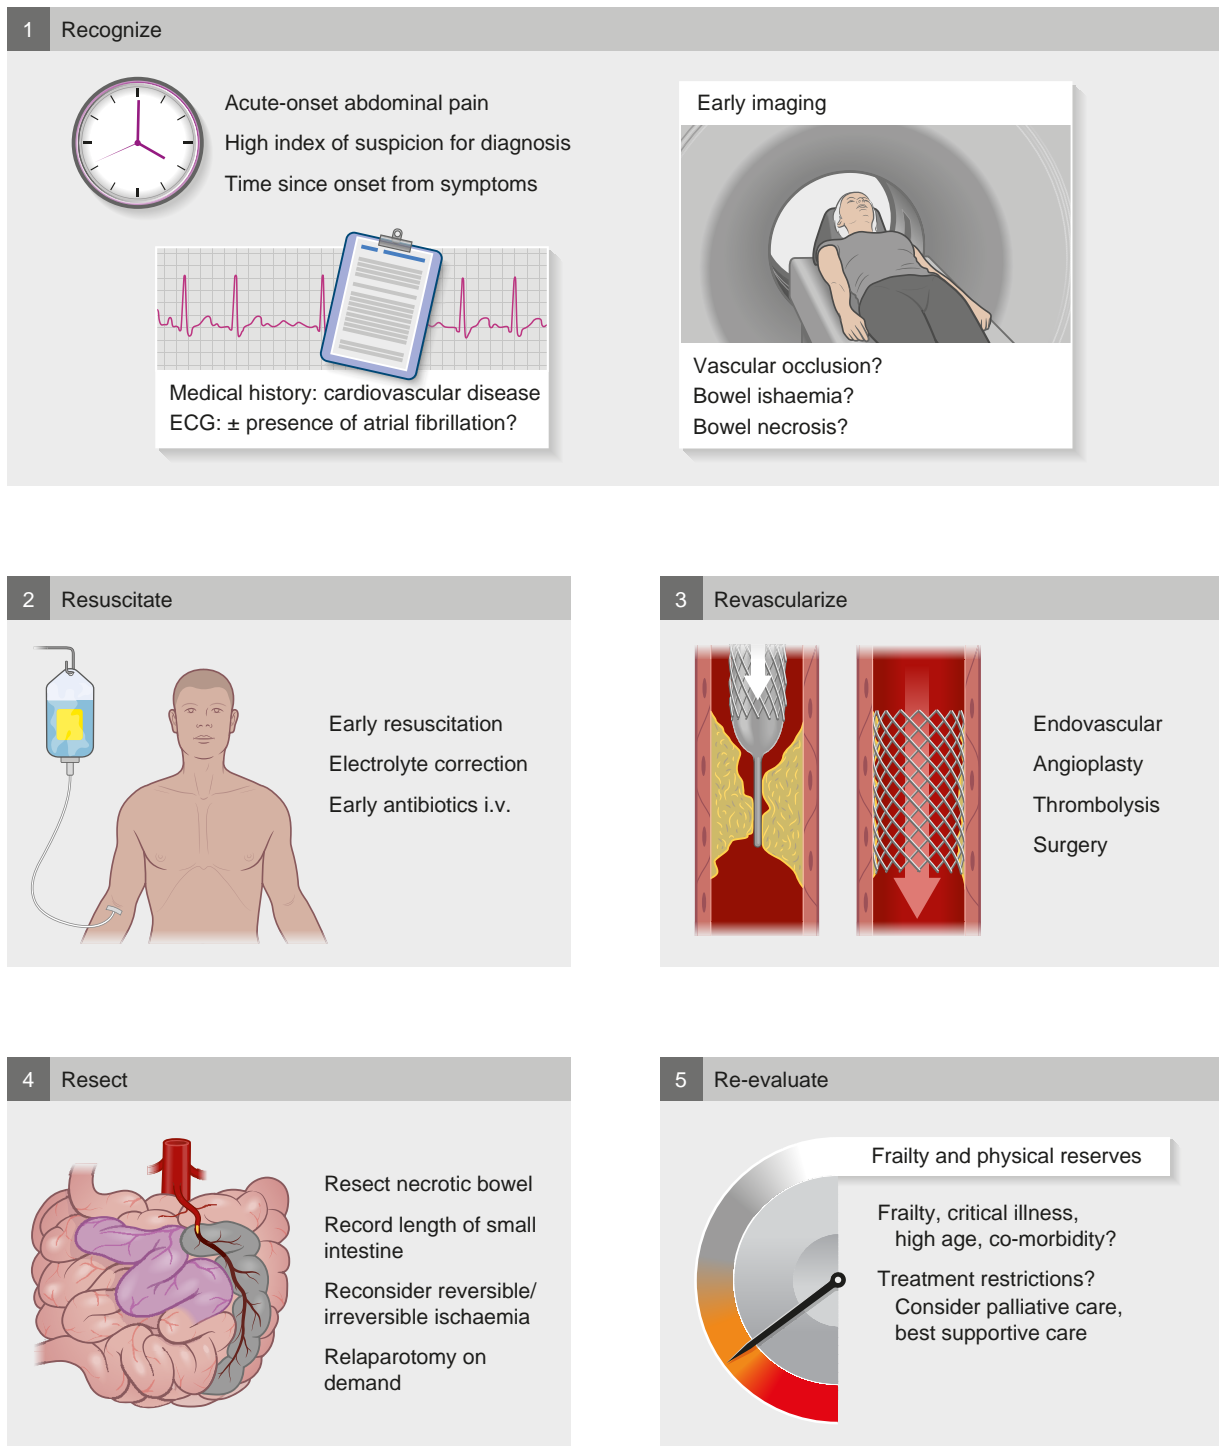 1 Recognize
Acute-onset abdominal pain
High index of suspicion for diagnosis
Time since onset from symptoms
Medical history: cardiovascular disease
ECG: ± presence of atrial fibrillation?
Early imaging
Vascular occlusion?
Bowel ishaemia?
Bowel necrosis?
2 Resuscitate
Early resuscitation
Electrolyte correction
Early antibiotics i.v.
3 Revascularize
Endovascular
Angioplasty
Thrombolysis
Surgery
4 Resect
Resect necrotic bowel
Record length of small
intestine
Reconsider reversible/
irreversible ischaemia
Relaparotomy on
demand
5 Re-evaluate
Frailty and physical reserves
Frailty, critical illness,
high age, co-morbidity?
Treatment restrictions?
Consider palliative care,
best supportive care